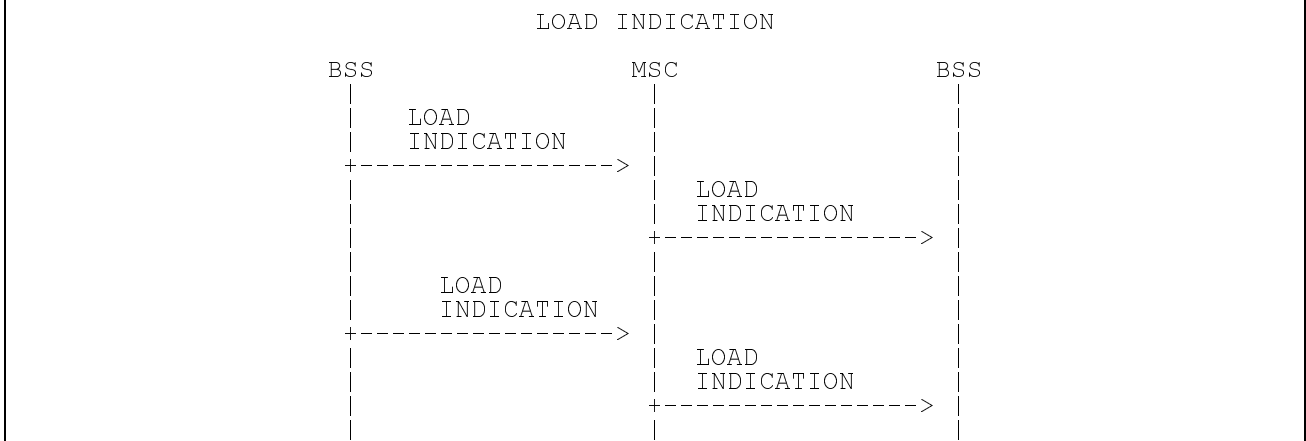 LOAD INDICATION
BSS MSC BSS
LOAD
INDICATION
LOAD
INDICATION
LOAD
INDICATION
LOAD
INDICATION